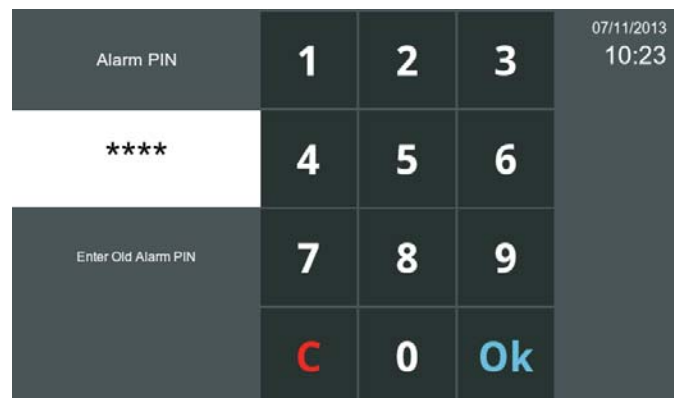 Alarm PIN
1 2 3
07/11/2013
10:23
****
4 5 6
Enter Old Alarm PIN
7 8 9
C 0 Ok